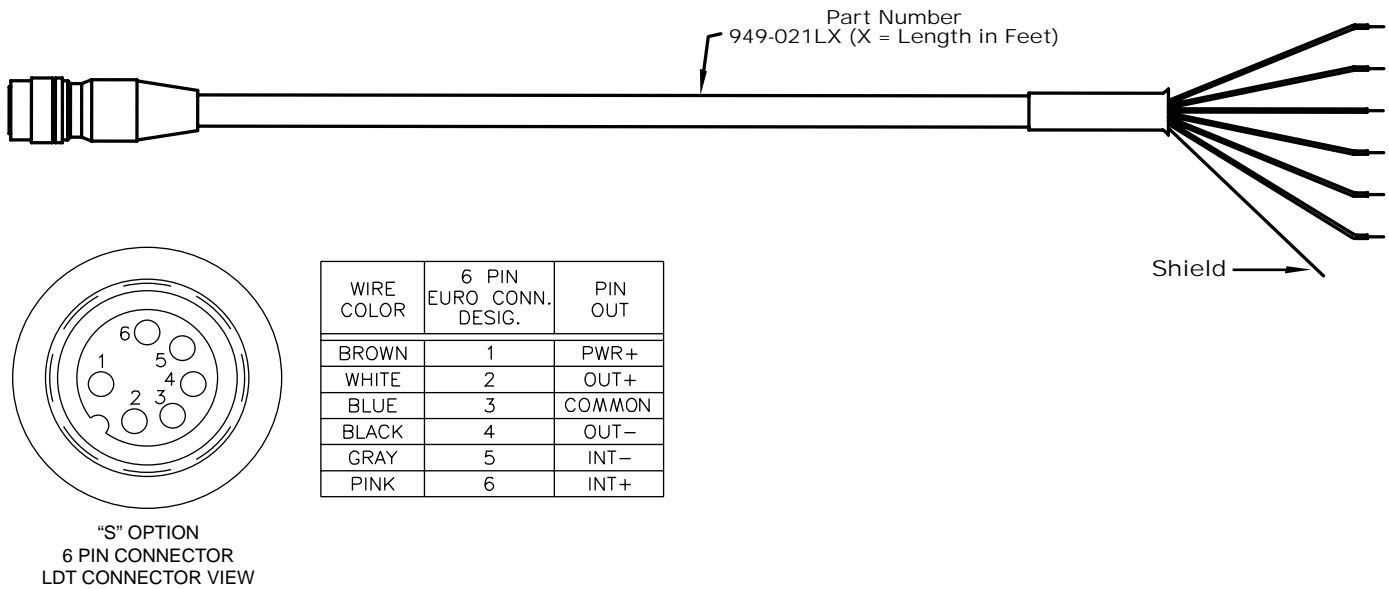 Part Number
949-021LX (X = Length in Feet)
Shield
6
1
5
4
2
3
"S" OPTION
6 PIN CONNECTOR
LDT CONNECTOR VIEW
WIRE COLOR 6 PIN EURO CONN. DESIG. PIN OUT
BROWN 1 PWR+
WHITE 2 OUT+
BLUE 3 COMMON
BLACK 4 OUT−
GRAY 5 INT−
PINK 6 INT+